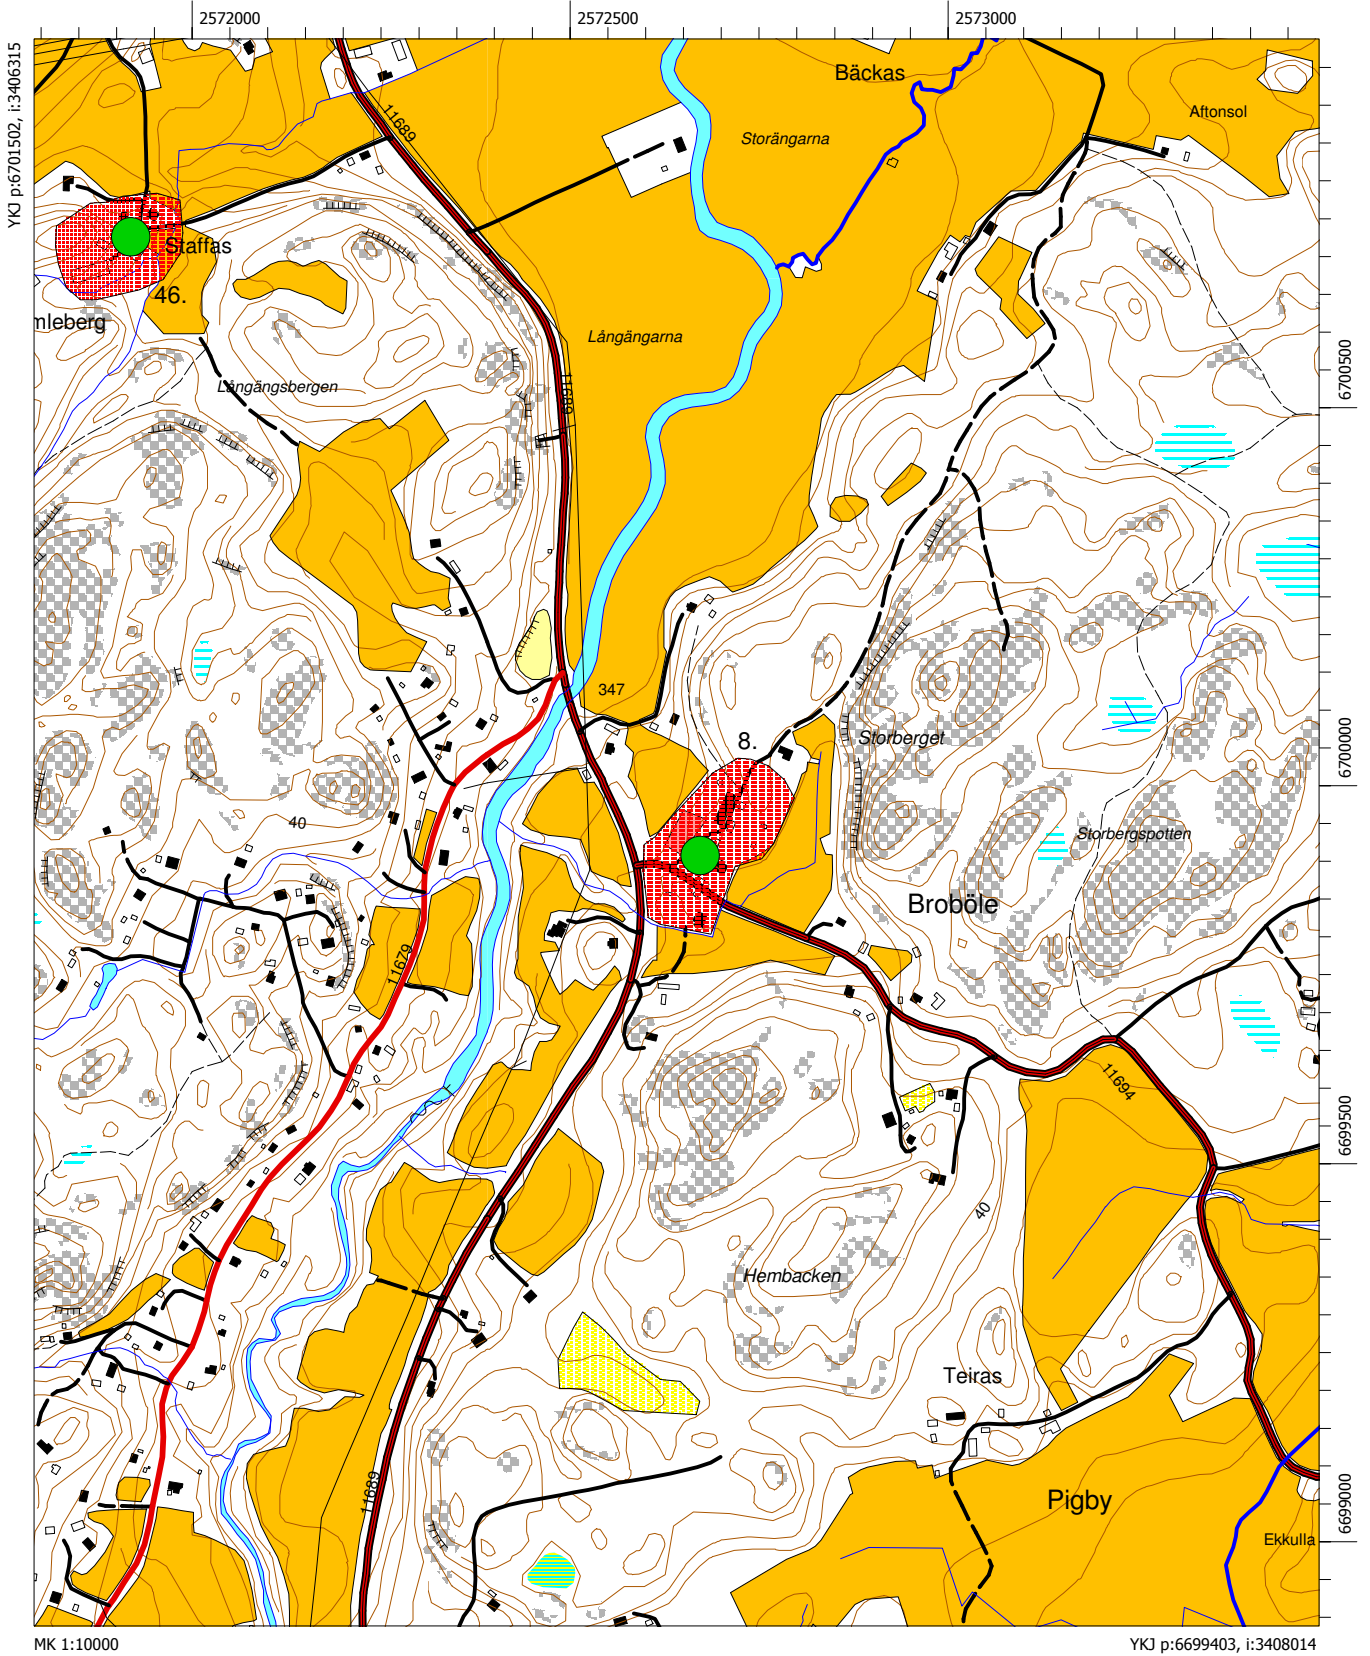 2572000
2572500
2573000
YKJ p:6701502, i:3406315
Bäckas
Aftonsol
11689
Storängarna
Staffas
46.
mleberg
Långängarna
6700500
Långängsbergen
11689
347
8.
Storberget
6700000
40
Storbergspotten
Broböle
11679
11694
6699500
40
Hembacken
Teiras
11689
Pigby
6699000
Ekkulla
MK 1:10000
YKJ p:6699403, i:3408014